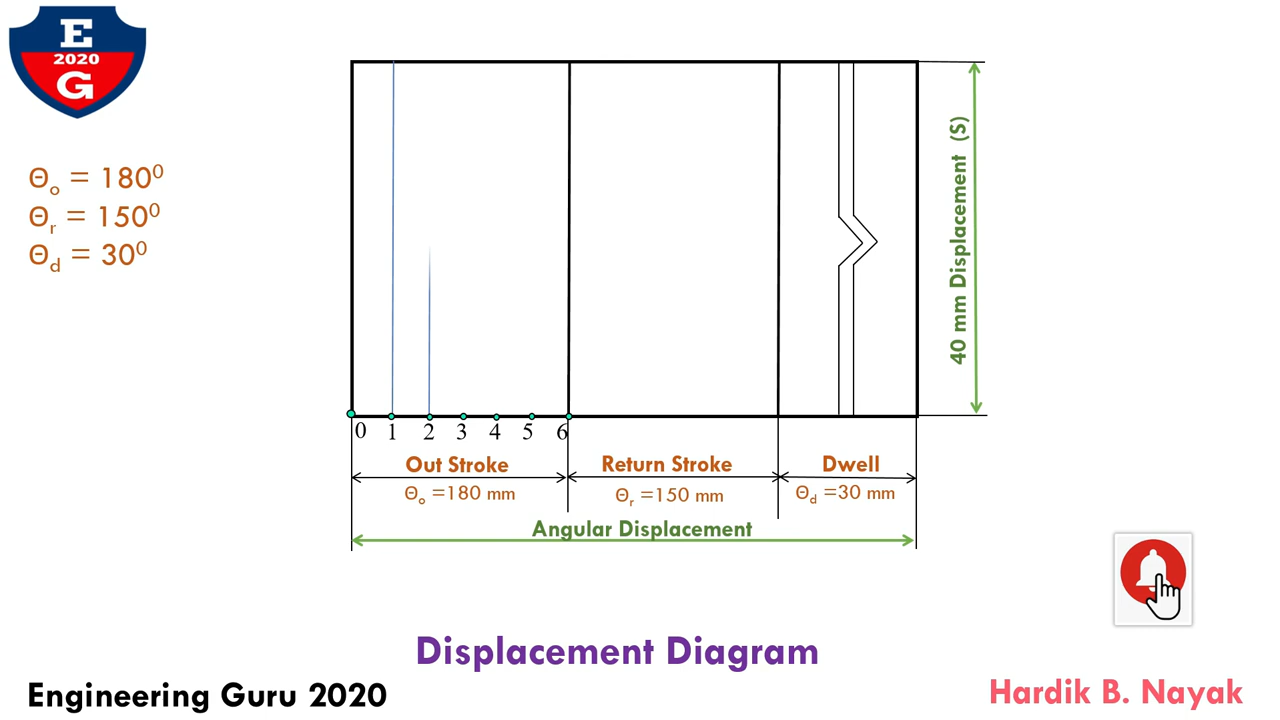 E
2020
G
Θo = 180⁰
Θr = 150⁰
Θd = 30⁰
40 mm Displacement (S)
0 1 2 3 4 5 6
Out Stroke Return Stroke Dwell
Θo =180 mm Θr =150 mm Θd =30 mm
Angular Displacement
Displacement Diagram
Engineering Guru 2020
Hardik B. Nayak